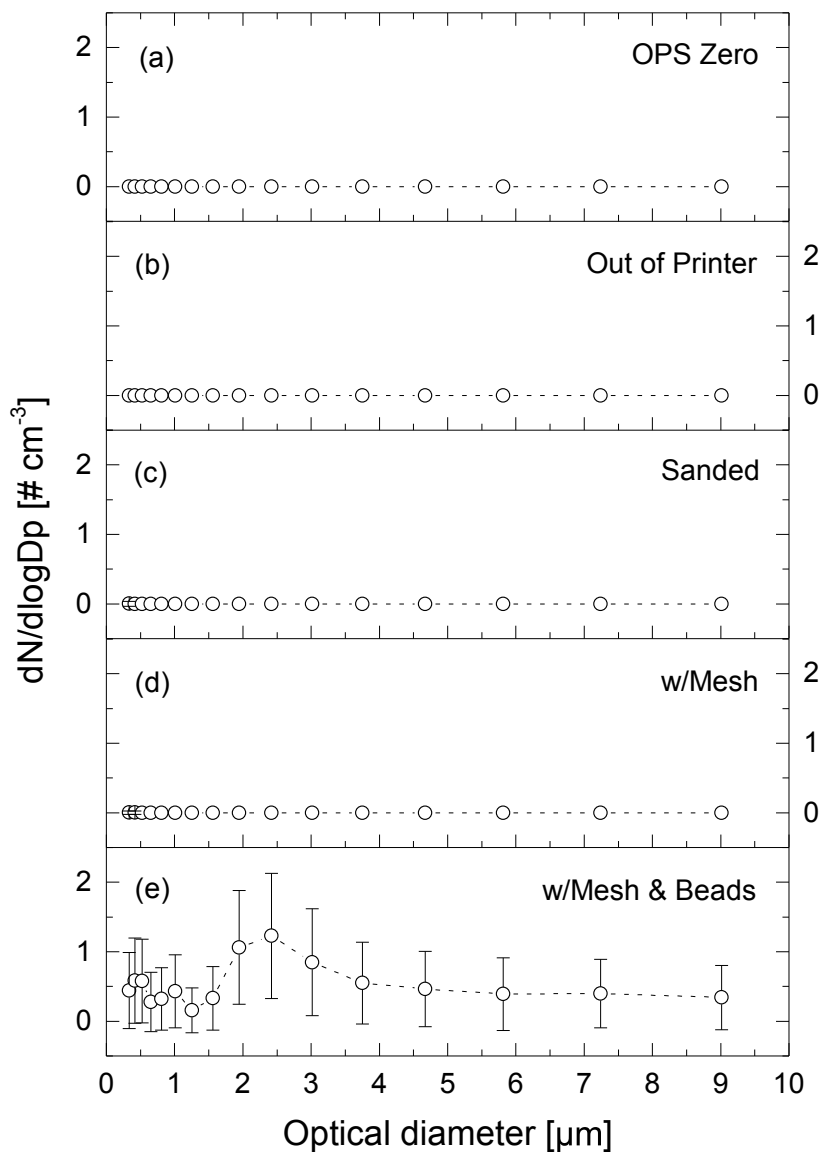 (a) OPS Zero
2
1
0
(b) Out of Printer
2
1
0
(c) Sanded
2
1
0
(d) w/Mesh
2
1
0
(e) w/Mesh & Beads
2
1
0
dN/dlogDp [# cm⁻³]
0 1 2 3 4 5 6 7 8 9 10
Optical diameter [µm]